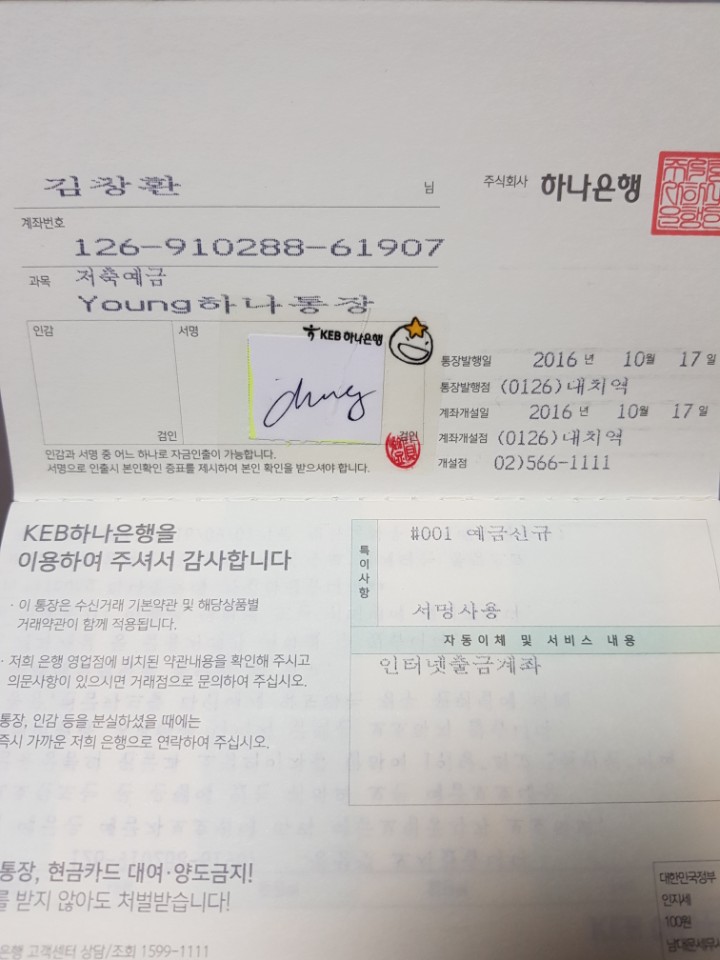 김창환 님
주식회사 하나은행
계좌번호
126-910288-61907
과목 저축예금
Young하나통장
인감 서명
KEB 하나은행
검인 검인
인감과 서명 중 어느 하나로 자금인출이 가능합니다.
서명으로 인출시 본인확인 증표를 제시하여 본인 확인을 받으셔야 합니다.
통장발행일 2016 년 10월 17 일
통장발행점 (0126)대치역
계좌개설일 2016 년 10월 17 일
계좌개설점 (0126)대치역
개설점 02)566-1111
KEB하나은행을
이용하여 주셔서 감사합니다
· 이 통장은 수신거래 기본약관 및 해당상품별
거래약관이 함께 적용됩니다.
· 저희 은행 영업점에 비치된 약관내용을 확인해 주시고
의문사항이 있으시면 거래점으로 문의하여 주십시오.
통장, 인감 등을 분실하셨을 때에는
즉시 가까운 저희 은행으로 연락하여 주십시오.
특이사항
#001 예금신규
서명사용
자동이체 및 서비스 내용
인터넷출금계좌
통장, 현금카드 대여·양도금지!
를 받지 않아도 처벌받습니다!
은행 고객센터 상담/조회 1599-1111
대한민국정부
인지세
100원
남대문세무서